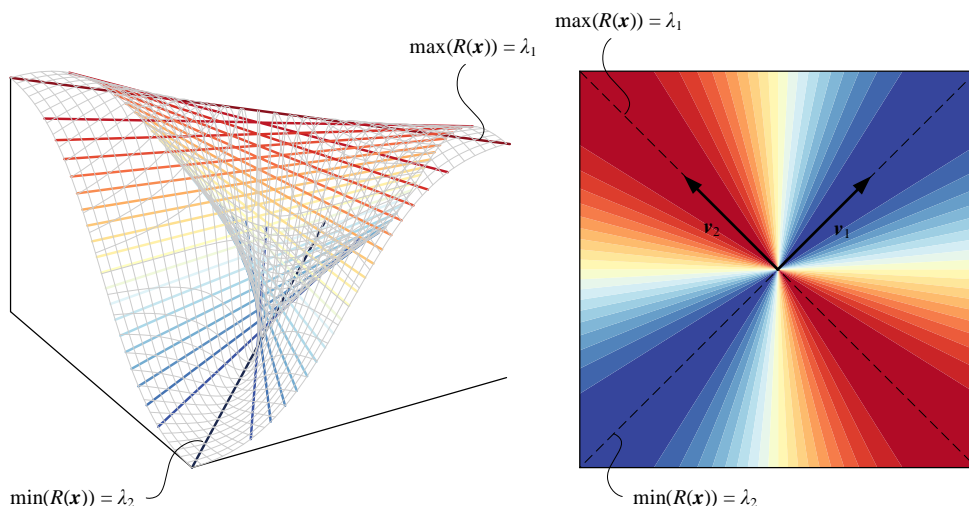 max(R(x)) = λ₁
max(R(x)) = λ₁
v₂
v₁
min(R(x)) = λ₂
min(R(x)) = λ₂